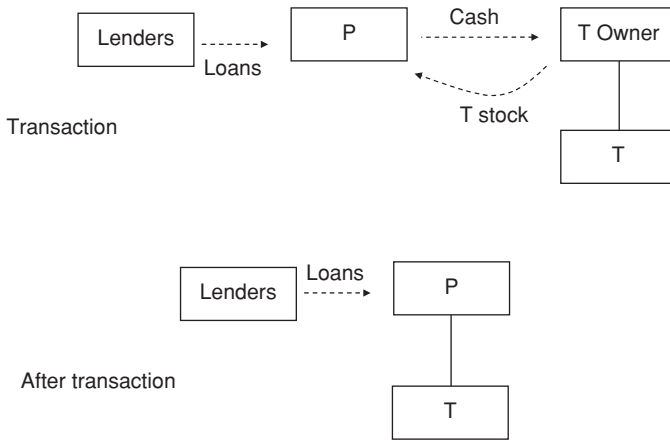 Lenders
Loans
P
Cash
T Owner
T stock
Transaction
T
Lenders
Loans
P
After transaction
T